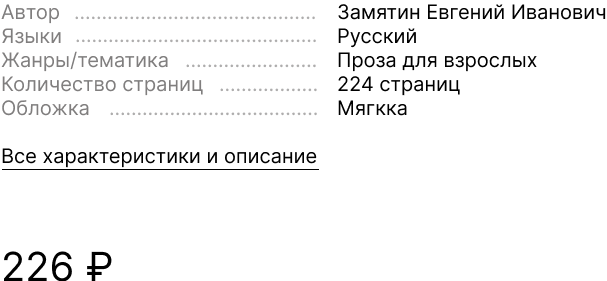 Автор ........................................ Замятин Евгений Иванович
Языки ........................................ Русский
Жанры/тематика ...................... Проза для взрослых
Количество страниц ................ 224 страниц
Обложка ................................... Мягкка
Все характеристики и описание
226 ₽